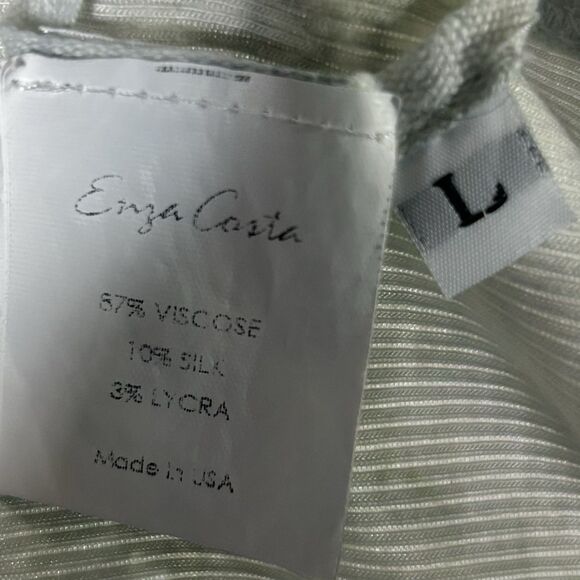 Enza Costa
87% VISCOSE
10% SILK
3% LYCRA
Made in USA
L